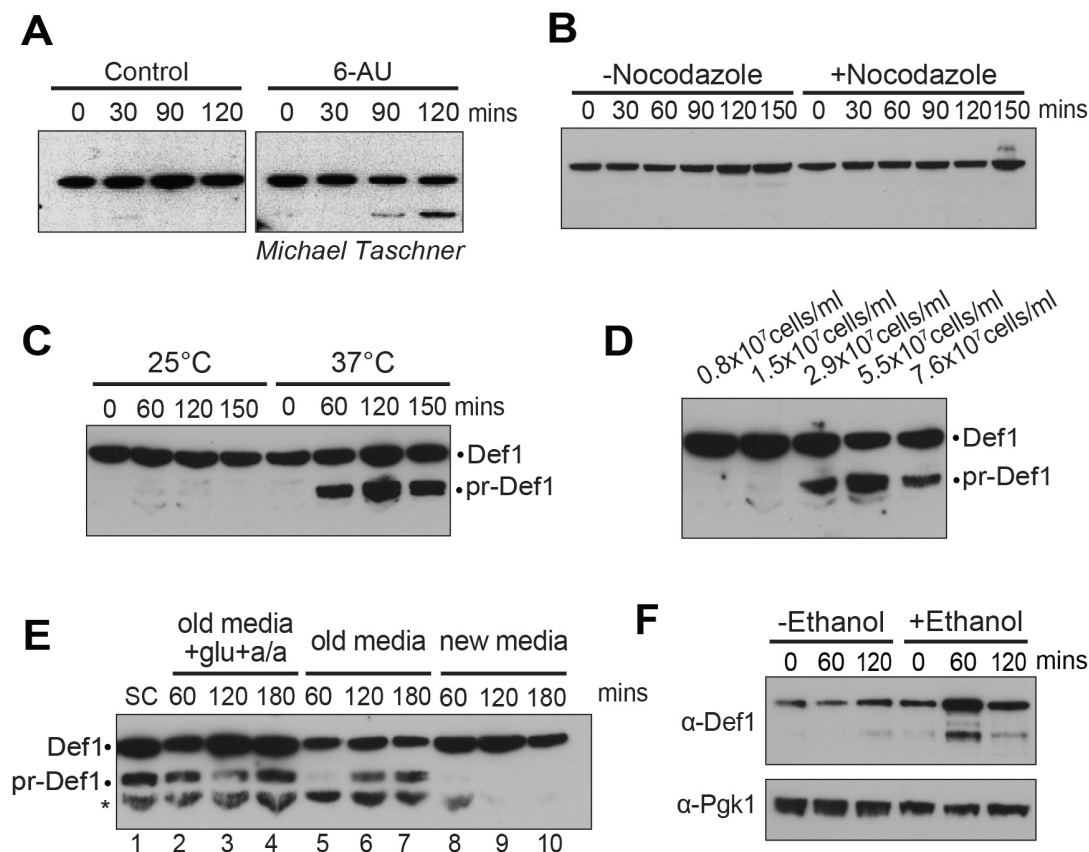 A
Control 6-AU
0 30 90 120 0 30 90 120 mins
Michael Taschner
B
-Nocodazole +Nocodazole
0 30 60 90 120 150 0 30 60 90 120 150 mins
C
25°C 37°C
0 60 120 150 0 60 120 150 mins
•Def1
•pr-Def1
D
0.8x10⁷cells/ml
1.5x10⁷cells/ml
2.9x10⁷cells/ml
5.5x10⁷cells/ml
7.6x10⁷cells/ml
•Def1
•pr-Def1
E
old media
+glu+a/a
old media new media
SC 60 120 180 60 120 180 60 120 180 mins
Def1•
pr-Def1•
*
1 2 3 4 5 6 7 8 9 10
F
-Ethanol +Ethanol
0 60 120 0 60 120 mins
α-Def1
α-Pgk1